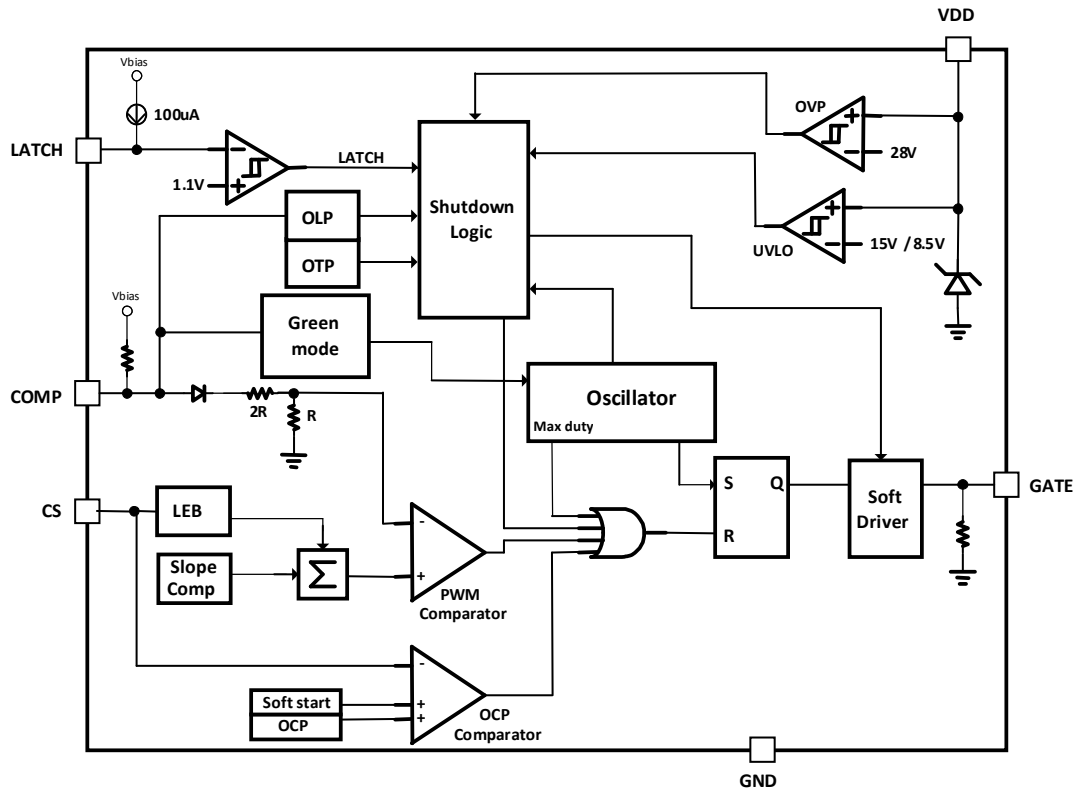 VDD
Vbias
100uA
LATCH
1.1V
LATCH
OVP
28V
Shutdown
Logic
OLP
OTP
UVLO
15V / 8.5V
Vbias
Green
mode
COMP
2R
R
Oscillator
Max duty
CS
LEB
Slope
Comp
Σ
PWM
Comparator
S
Q
R
Soft
Driver
GATE
Soft start
OCP
OCP
Comparator
GND